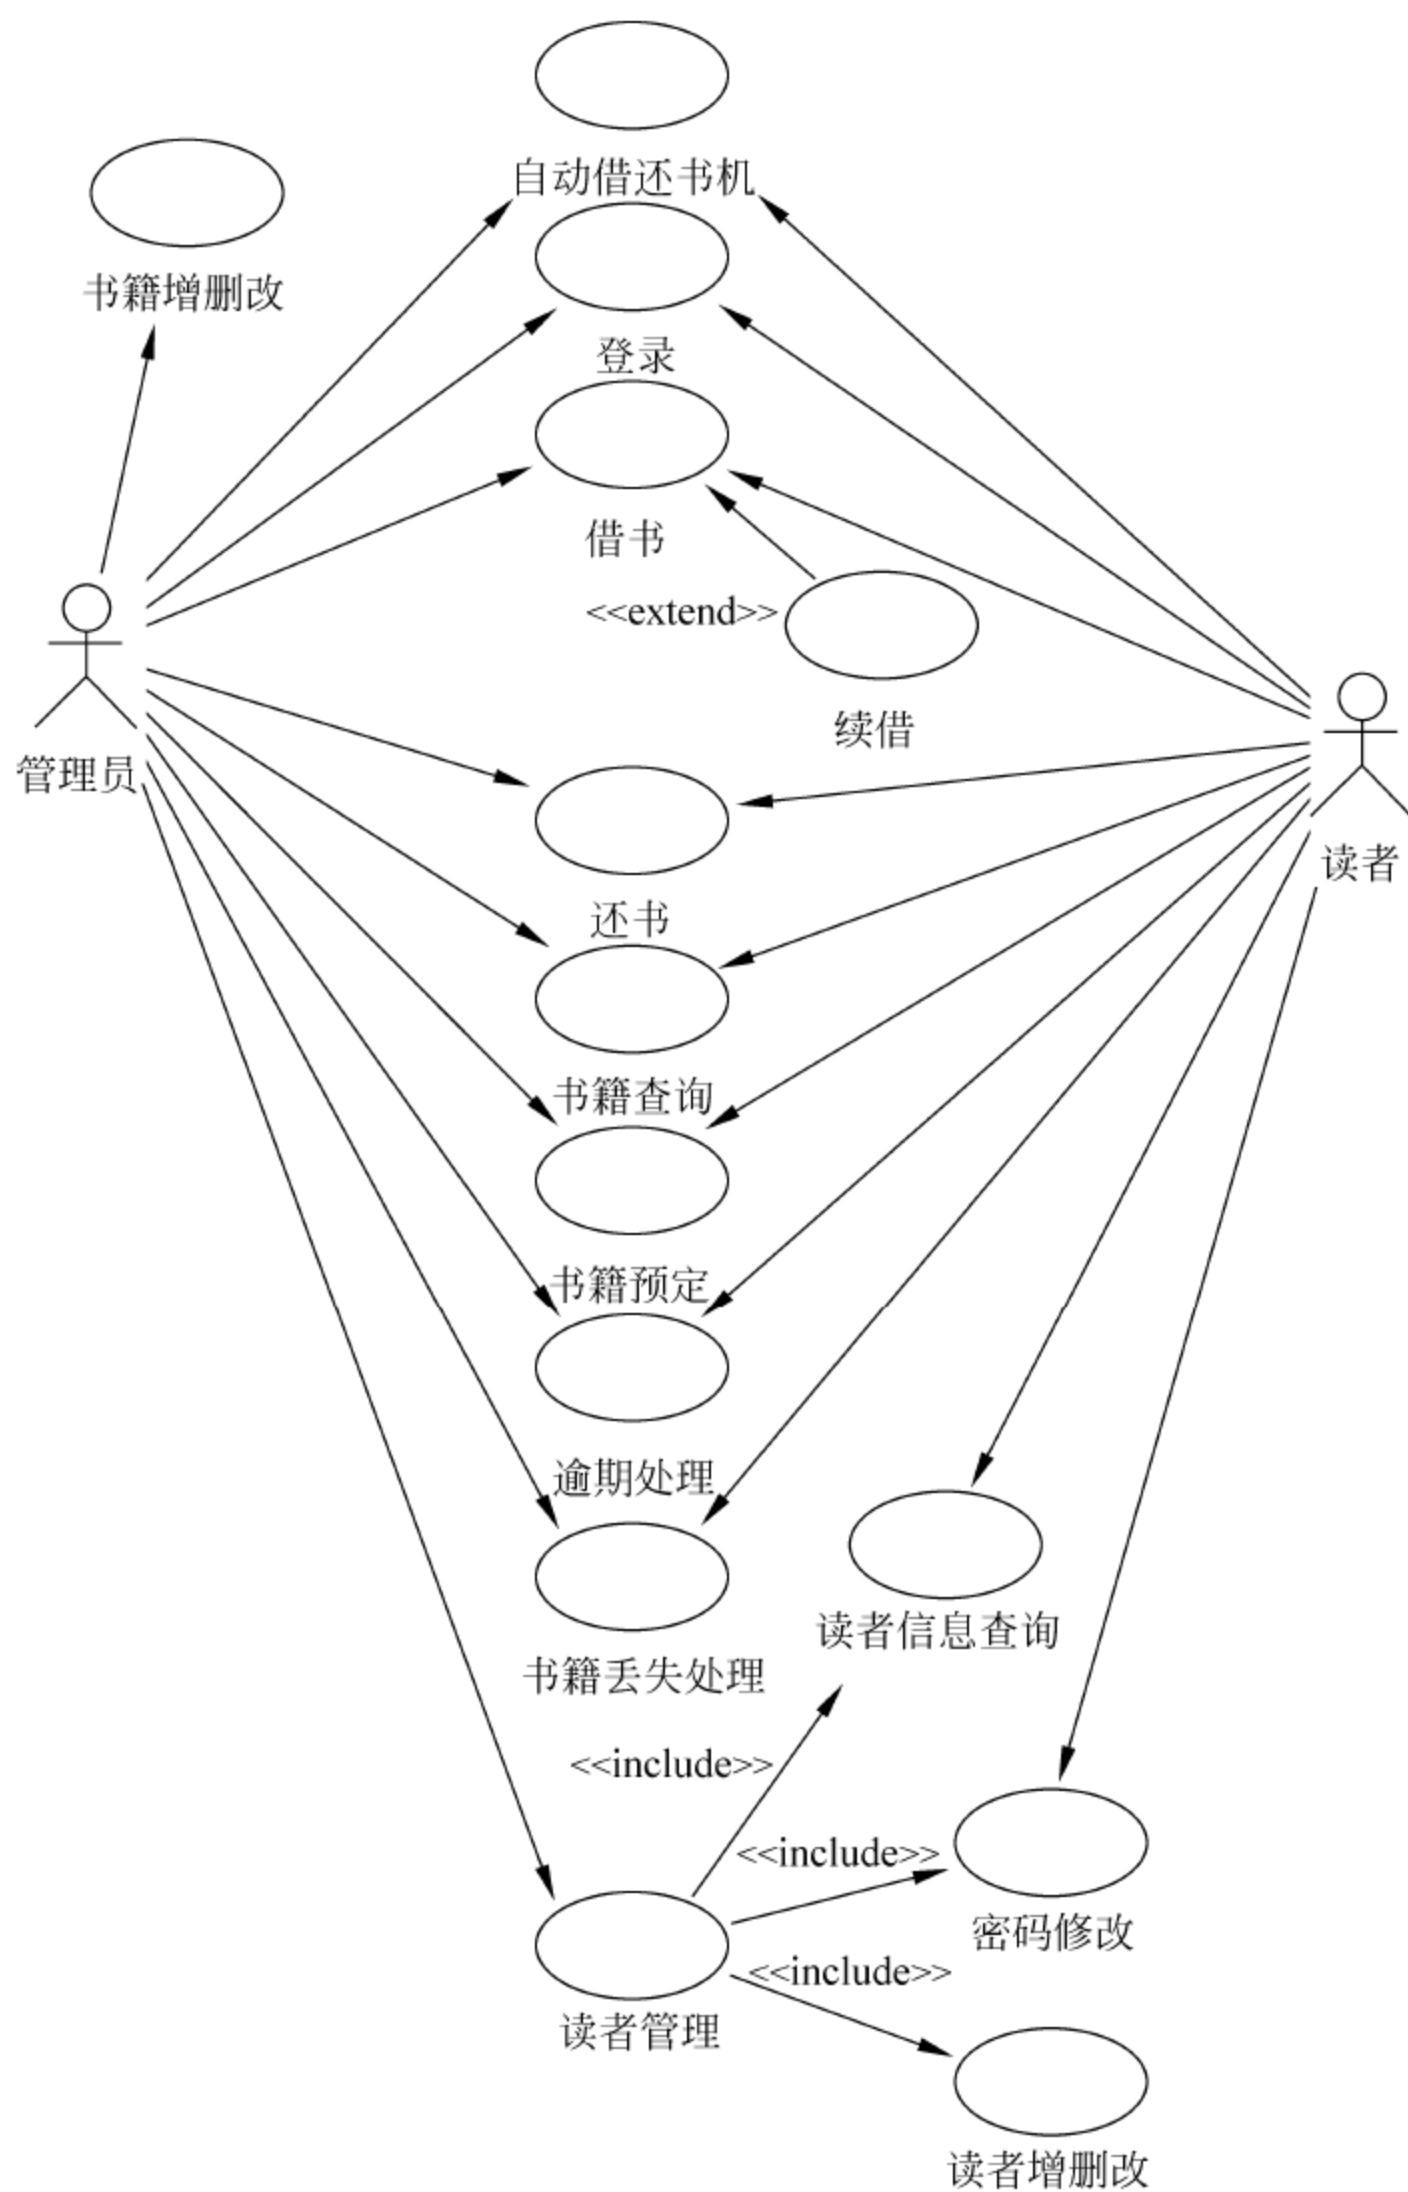 自动借还书机
书籍增删改
登录
借书
<<extend>>
续借
管理员
读者
还书
书籍查询
书籍预定
逾期处理
读者信息查询
书籍丢失处理
<<include>>
<<include>>
密码修改
<<include>>
读者管理
读者增删改